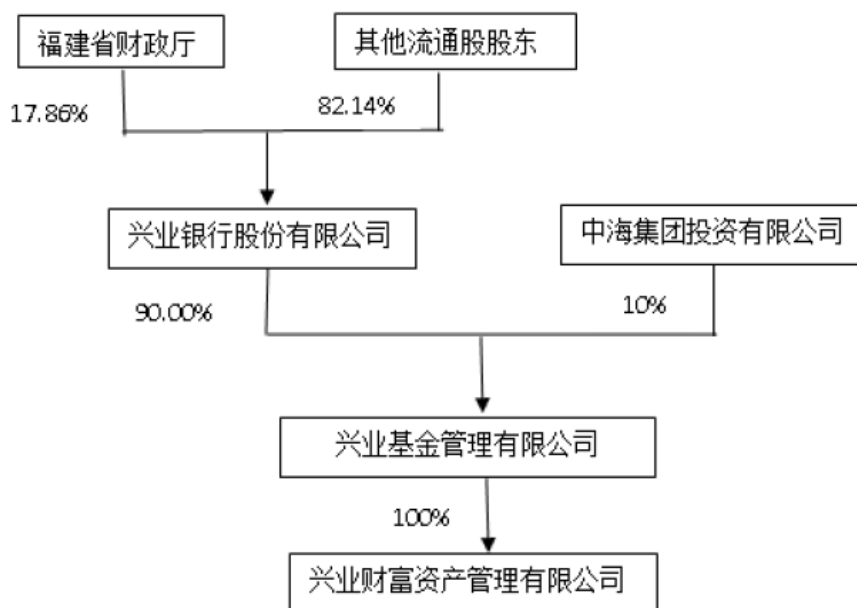 福建省财政厅
其他流通股股东
17.86%
82.14%
兴业银行股份有限公司
中海集团投资有限公司
90.00%
10%
兴业基金管理有限公司
100%
兴业财富资产管理有限公司